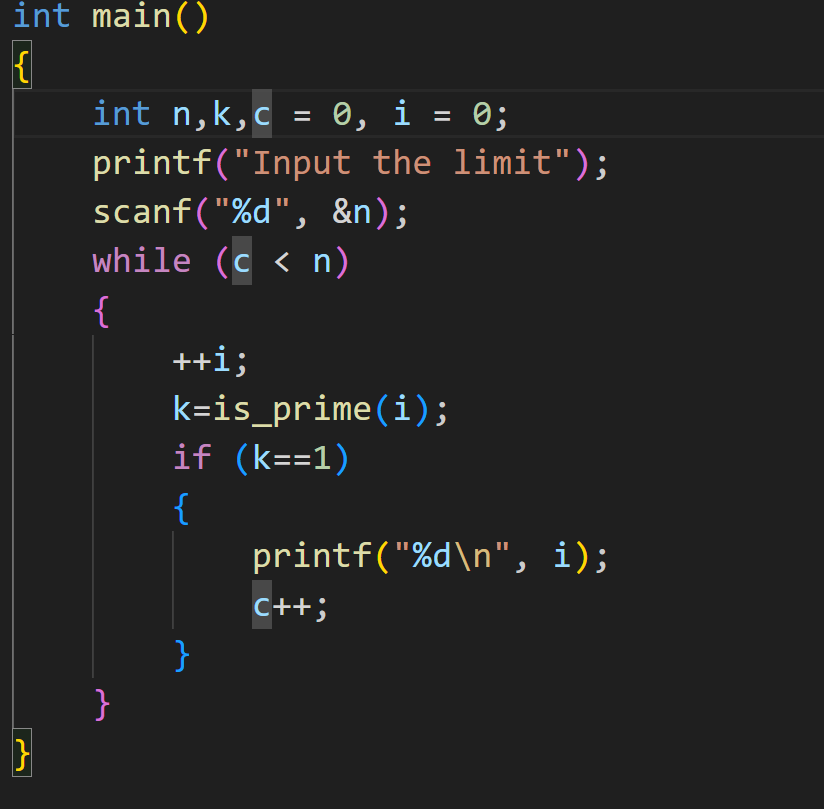 int main()
{
    int n,k,c = 0, i = 0;
    printf("Input the limit");
    scanf("%d", &n);
    while (c < n)
    {
        ++i;
        k=is_prime(i);
        if (k==1)
        {
            printf("%d\n", i);
            c++;
        }
    }
}